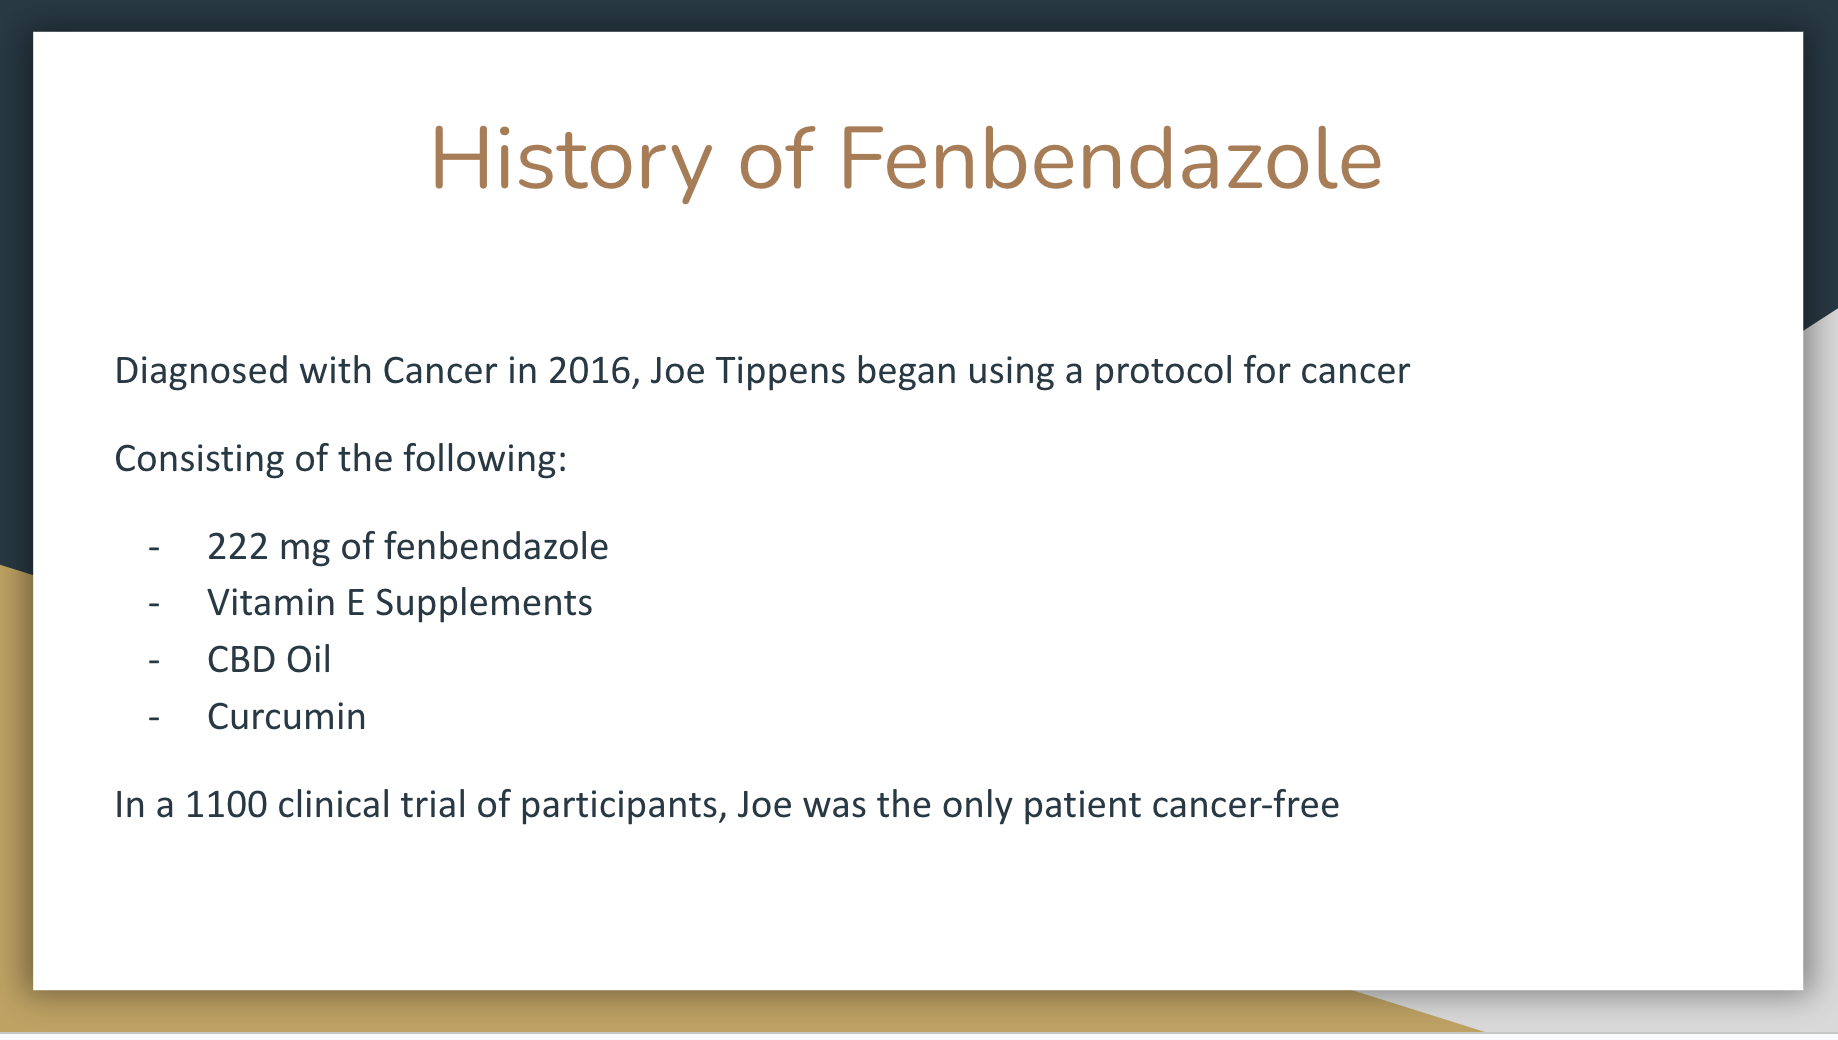 History of Fenbendazole
Diagnosed with Cancer in 2016, Joe Tippens began using a protocol for cancer
Consisting of the following:
- 222 mg of fenbendazole
- Vitamin E Supplements
- CBD Oil
- Curcumin
In a 1100 clinical trial of participants, Joe was the only patient cancer-free